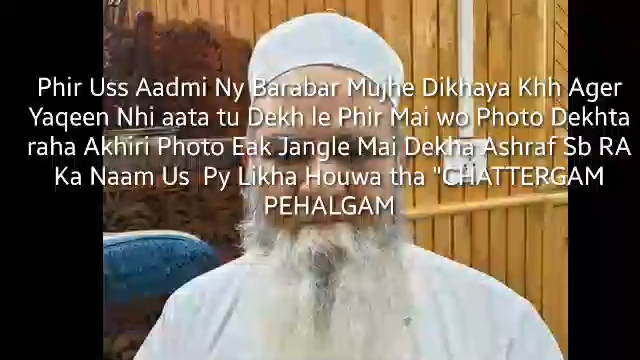 Phir Uss Aadmi Ny Barabar Mujhe Dikhaya Khh Ager
Yaqeen Nhi aata tu Dekh le Phir Mai wo Photo Dekhta
raha Akhiri Photo Eak Jangle Mai Dekha Ashraf Sb RA
Ka Naam Us Py Likha Houwa tha "CHATTERGAM
PEHALGAM